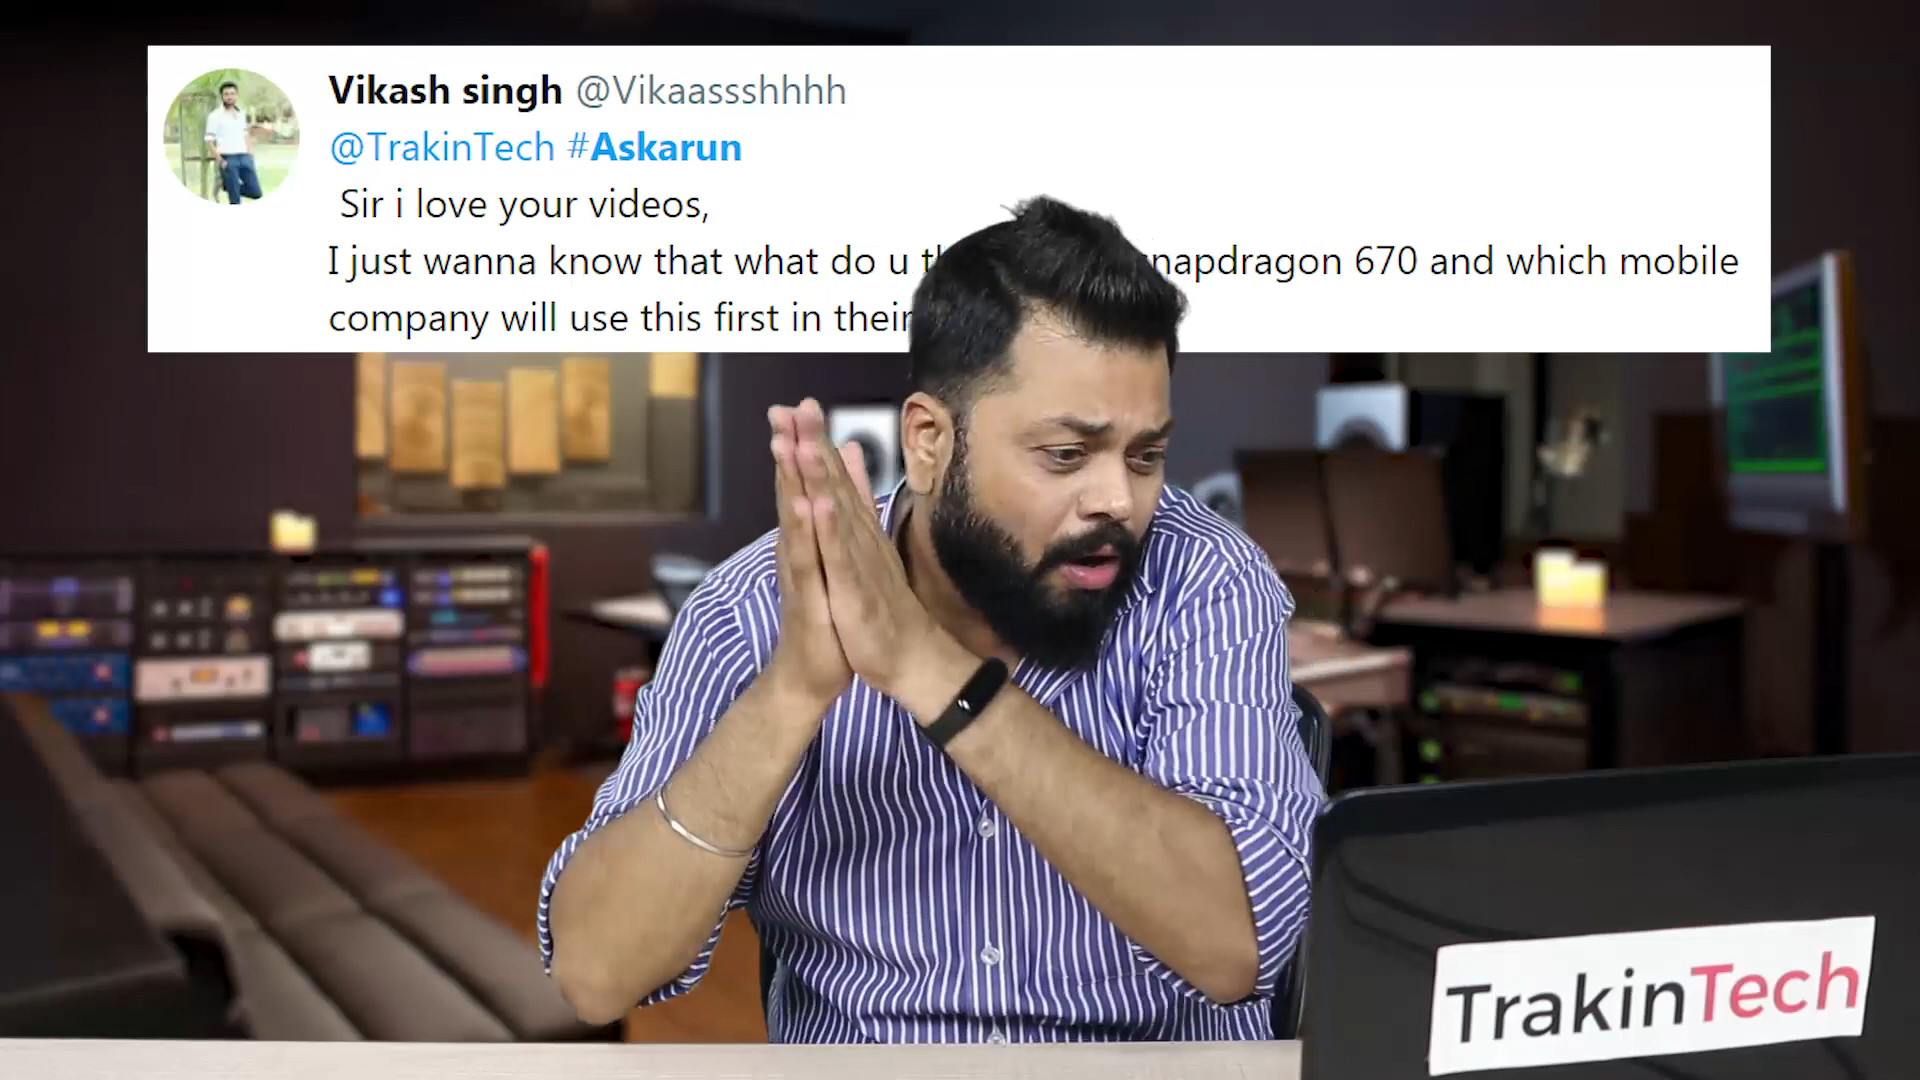 Vikash singh @Vikaassshhhh
@TrakinTech #Askarun
Sir i love your videos,
I just wanna know that what do u napdragon 670 and which mobile
company will use this first in their
TrakinTech